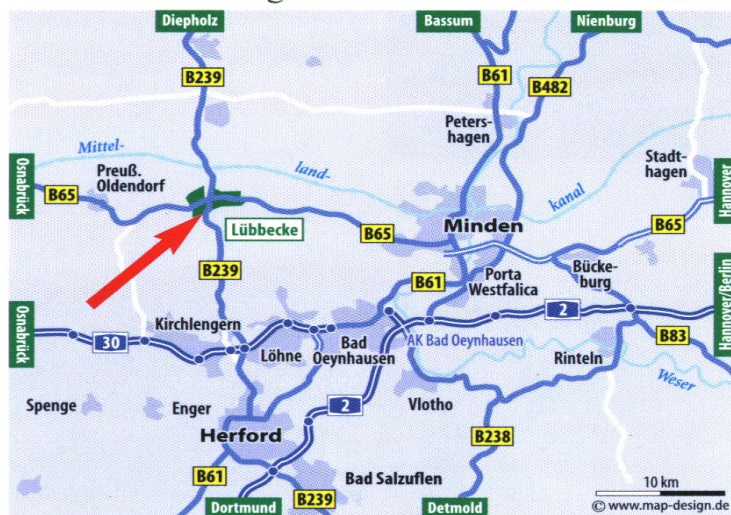 Diepholz
Bassum
Nienburg
B239
B61
B482
Peters-
hagen
Mittel-
land-
kanal
Stadt-
hagen
Osnabrück
Preuß.
Oldendorf
B65
Lübbecke
B65
Minden
B65
Hannover
B239
B61
Porta
Westfalica
Bücke-
burg
Hannover/Berlin
2
Osnabrück
30
Kirchlengern
Löhne
Bad
Oeynhausen
AK Bad Oeynhausen
B83
Rinteln
Weser
Spenge
Enger
2
Vlotho
Herford
B238
B61
Bad Salzuflen
B239
Dortmund
Detmold
10 km
© www.map-design.de